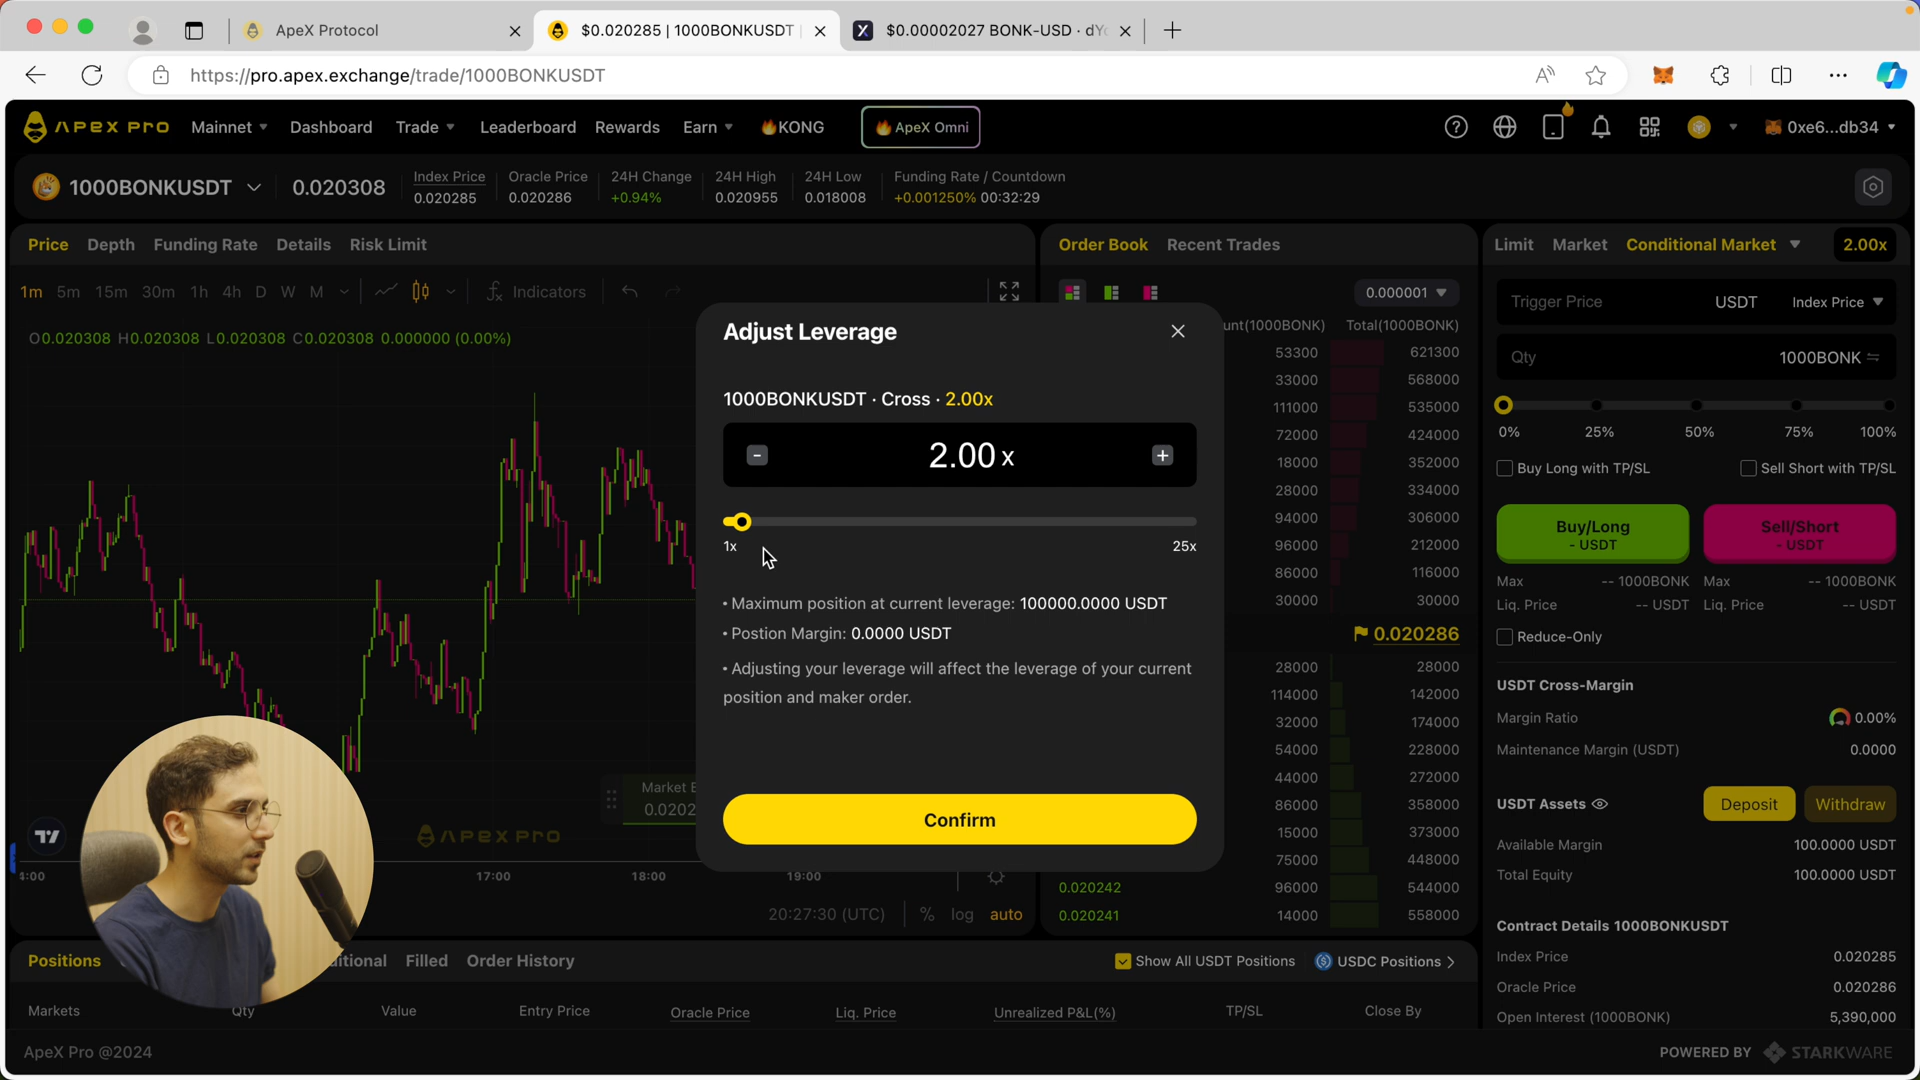 ApeX Protocol
$0.020285 | 1000BONKUSDT
$0.00002027 BONK-USD · dY
https://pro.apex.exchange/trade/1000BONKUSDT
APEX PRO
Mainnet
Dashboard
Trade
Leaderboard
Rewards
Earn
KONG
ApeX Omni
0xe6...db34
1000BONKUSDT
0.020308
Index Price
0.020285
Oracle Price
0.020286
24H Change
+0.94%
24H High
0.020955
24H Low
0.018008
Funding Rate / Countdown
+0.001250% 00:32:29
Price
Depth
Funding Rate
Details
Risk Limit
1m
5m
15m
30m
1h
4h
D
W
M
Indicators
O0.020308 H0.020308 L0.020308 C0.020308 0.000000 (0.00%)
Market
0.0202
APEX PRO
4:00
17:00
18:00
19:00
20:27:30 (UTC)
%
log
auto
Order Book
Recent Trades
0.000001
unt(1000BONK)
Total(1000BONK)
53300 621300
33000 568000
111000 535000
72000 424000
18000 352000
28000 334000
94000 306000
96000 212000
86000 116000
30000 30000
0.020286
28000 28000
114000 142000
32000 174000
54000 228000
44000 272000
86000 358000
15000 373000
75000 448000
0.020242 96000 544000
0.020241 14000 558000
Adjust Leverage
1000BONKUSDT · Cross · 2.00x
- 2.00 x +
1x
25x
• Maximum position at current leverage: 100000.0000 USDT
• Postion Margin: 0.0000 USDT
• Adjusting your leverage will affect the leverage of your current
position and maker order.
Confirm
Limit
Market
Conditional Market
2.00x
Trigger Price USDT Index Price
Qty 1000BONK
0% 25% 50% 75% 100%
Buy Long with TP/SL
Sell Short with TP/SL
Buy/Long
- USDT
Sell/Short
- USDT
Max -- 1000BONK
Liq. Price -- USDT
Max -- 1000BONK
Liq. Price -- USDT
Reduce-Only
USDT Cross-Margin
Margin Ratio 0.00%
Maintenance Margin (USDT) 0.0000
USDT Assets
Deposit
Withdraw
Available Margin 100.0000 USDT
Total Equity 100.0000 USDT
Contract Details 1000BONKUSDT
Index Price 0.020285
Oracle Price 0.020286
Open Interest (1000BONK) 5,390,000
Positions
itional
Filled
Order History
Show All USDT Positions
USDC Positions
Markets
Qty
Value
Entry Price
Oracle Price
Liq. Price
Unrealized P&L(%)
TP/SL
Close By
ApeX Pro @2024
POWERED BY STARKWARE